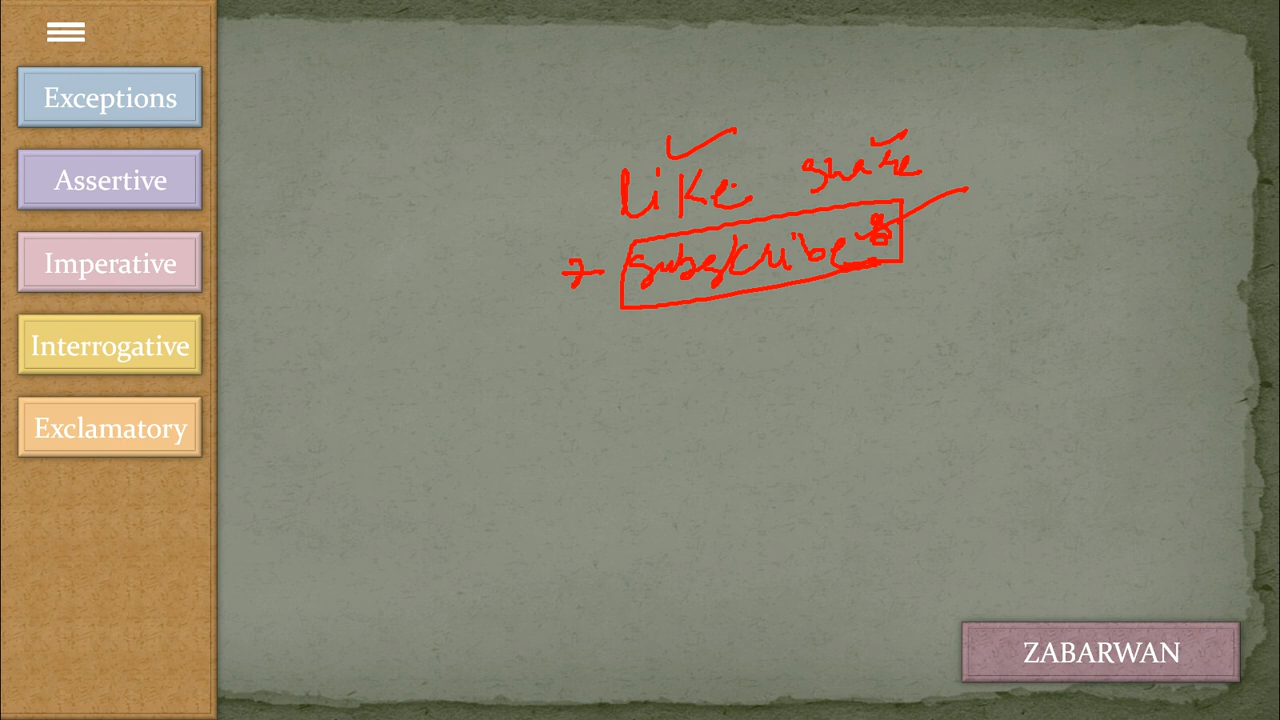 Exceptions
Assertive
Imperative
Interrogative
Exclamatory
Like share
subscribe
ZABARWAN